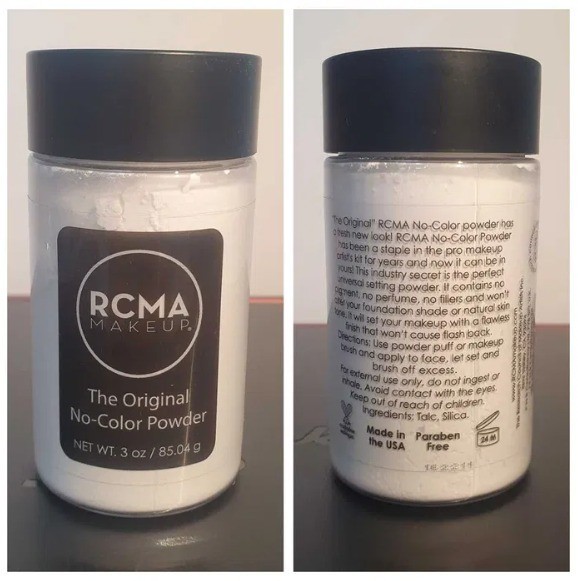 RCMA
MAKEUP®
The Original
No-Color Powder
NET WT. 3 oz / 85.04 g
"The Original" RCMA No-Color powder has
a fresh new look! RCMA No-Color Powder
has been a staple in the pro makeup
artist's kit for years and now it can be
yours! This industry secret is the perfect
universal setting powder. It contains no
pigment, no perfume, no fillers and won't
your foundation shade or natural skin
tone. It will set your makeup with a flawless
finish that won't cause flash back.
Directions: Use powder puff or makeup
brush and apply to face, let set and
brush off excess.
For external use only, do not ingest or
inhale. Avoid contact with the eyes.
Keep out of reach of children.
Ingredients: Talc, Silica.
Made in
the USA
Paraben
Free
24 M